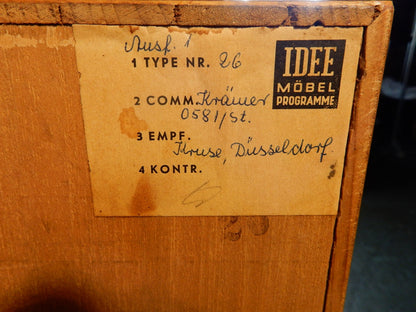 Ausf. 1
1 TYPE NR. 26
IDEE
MÖBEL
PROGRAMME
2 COMM. Krämer
0581/St.
3 EMPF.
Kruse, Düsseldorf.
4 KONTR.